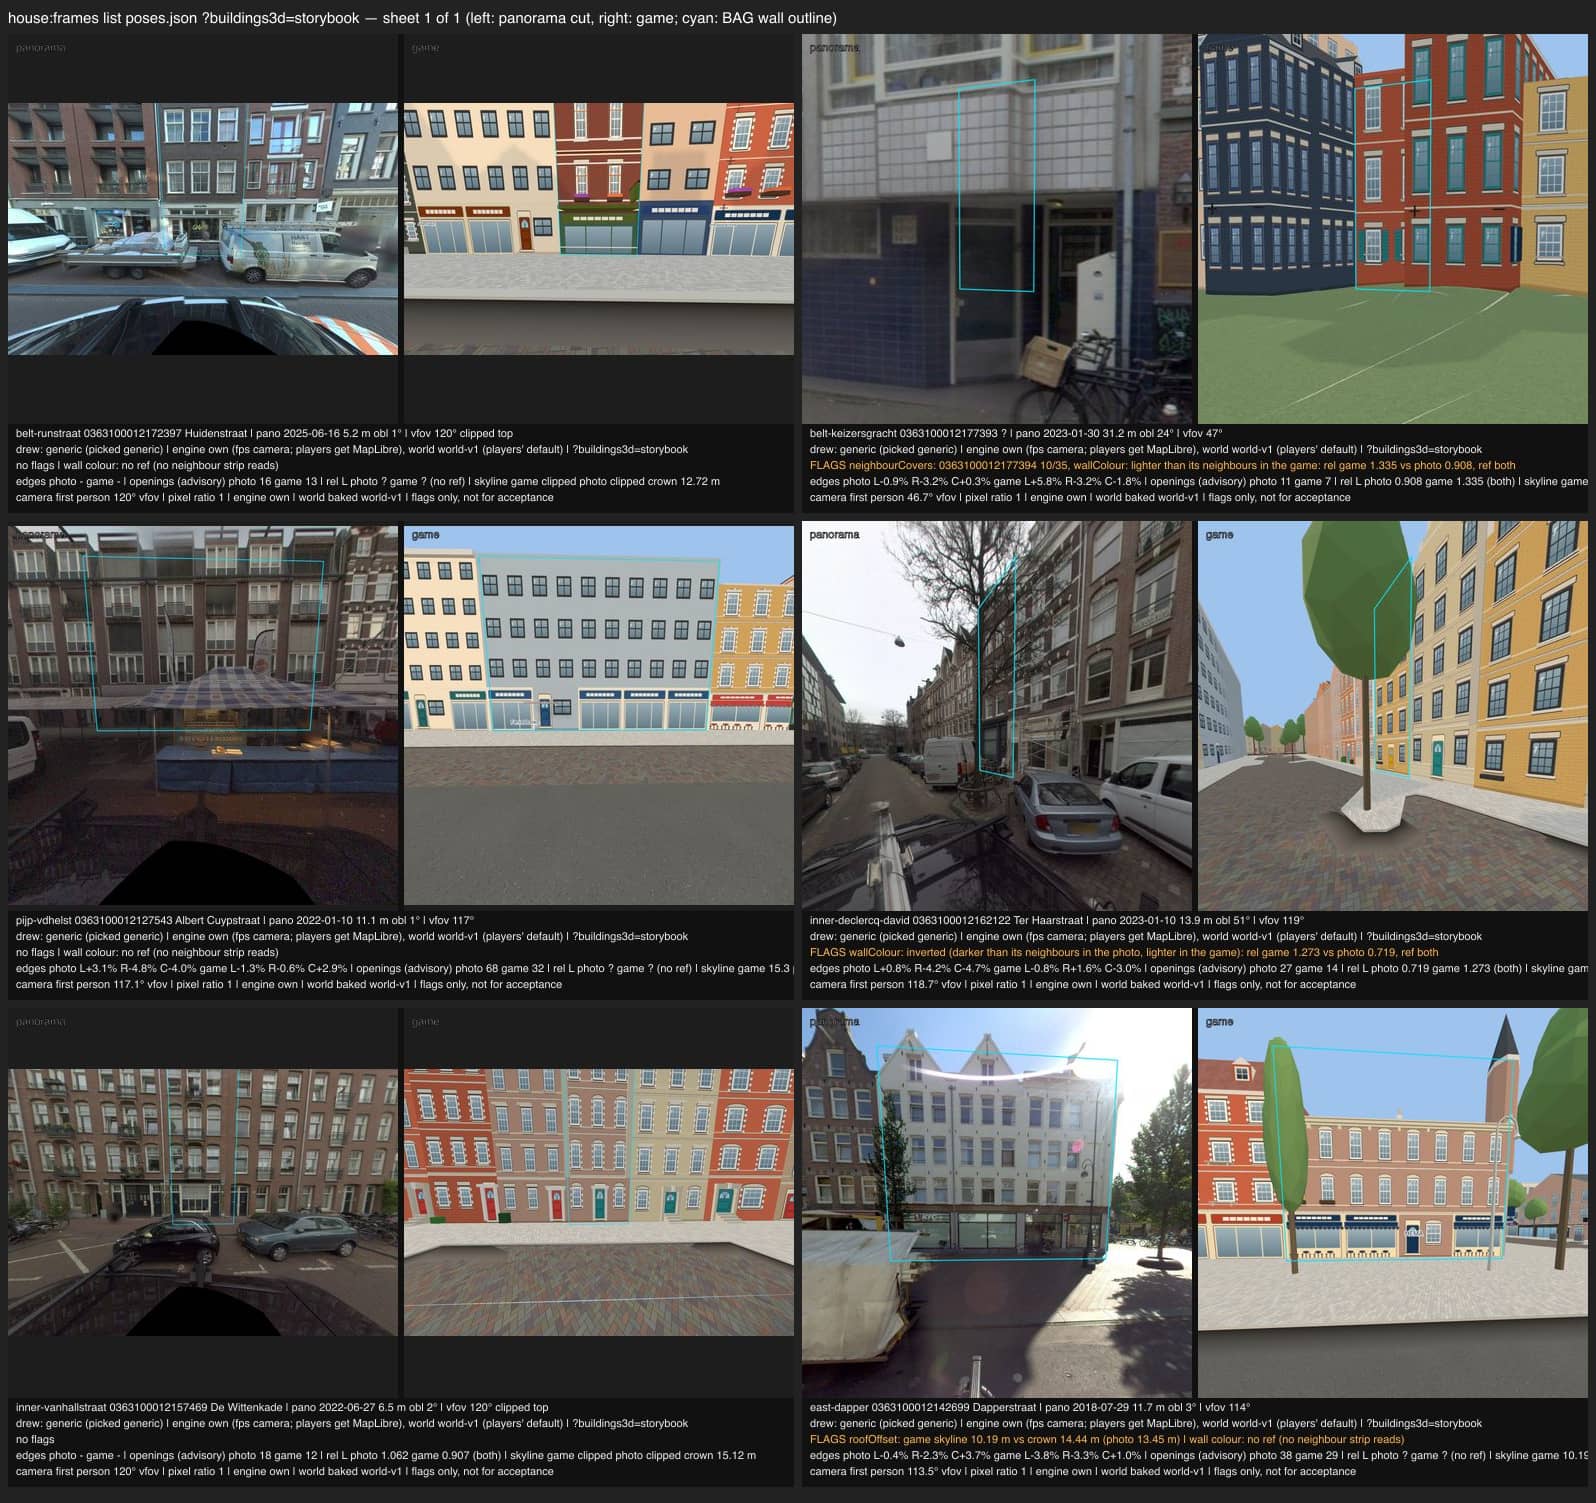 house:frames list poses.json ?buildings3d=storybook — sheet 1 of 1 (left: panorama cut, right: game; cyan: BAG wall outline)
panorama
game
panorama
game
belt-runstraat 0363100012172397 Huidenstraat | pano 2025-06-16 5.2 m obl 1° | vfov 120° clipped top
drew: generic (picked generic) | engine own (fps camera; players get MapLibre), world world-v1 (players' default) | ?buildings3d=storybook
no flags | wall colour: no ref (no neighbour strip reads)
edges photo - game - | openings (advisory) photo 16 game 13 | rel L photo ? game ? (no ref) | skyline game clipped photo clipped crown 12.72 m
camera first person 120° vfov | pixel ratio 1 | engine own | world baked world-v1 | flags only, not for acceptance
belt-keizersgracht 0363100012177393 ? | pano 2023-01-30 31.2 m obl 24° | vfov 47°
drew: generic (picked generic) | engine own (fps camera; players get MapLibre), world world-v1 (players' default) | ?buildings3d=storybook
FLAGS neighbourCovers: 0363100012177394 10/35, wallColour: lighter than its neighbours in the game: rel game 1.335 vs photo 0.908, ref both
edges photo L-0.9% R-3.2% C+0.3% game L+5.8% R-3.2% C-1.8% | openings (advisory) photo 11 game 7 | rel L photo 0.908 game 1.335 (both) | skyline game
camera first person 46.7° vfov | pixel ratio 1 | engine own | world baked world-v1 | flags only, not for acceptance
panorama
game
panorama
game
pijp-vdhelst 0363100012127543 Albert Cuypstraat | pano 2022-01-10 11.1 m obl 1° | vfov 117°
drew: generic (picked generic) | engine own (fps camera; players get MapLibre), world world-v1 (players' default) | ?buildings3d=storybook
no flags | wall colour: no ref (no neighbour strip reads)
edges photo L+3.1% R-4.8% C-4.0% game L-1.3% R-0.6% C+2.9% | openings (advisory) photo 68 game 32 | rel L photo ? game ? (no ref) | skyline game 15.3
camera first person 117.1° vfov | pixel ratio 1 | engine own | world baked world-v1 | flags only, not for acceptance
inner-declercq-david 0363100012162122 Ter Haarstraat | pano 2023-01-10 13.9 m obl 51° | vfov 119°
drew: generic (picked generic) | engine own (fps camera; players get MapLibre), world world-v1 (players' default) | ?buildings3d=storybook
FLAGS wallColour: inverted (darker than its neighbours in the photo, lighter in the game): rel game 1.273 vs photo 0.719, ref both
edges photo L+0.8% R-4.2% C-4.7% game L-0.8% R+1.6% C-3.0% | openings (advisory) photo 27 game 14 | rel L photo 0.719 game 1.273 (both) | skyline gam
camera first person 118.7° vfov | pixel ratio 1 | engine own | world baked world-v1 | flags only, not for acceptance
panorama
game
panorama
game
inner-vanhallstraat 0363100012157469 De Wittenkade | pano 2022-06-27 6.5 m obl 2° | vfov 120° clipped top
drew: generic (picked generic) | engine own (fps camera; players get MapLibre), world world-v1 (players' default) | ?buildings3d=storybook
no flags
edges photo - game - | openings (advisory) photo 18 game 12 | rel L photo 1.062 game 0.907 (both) | skyline game clipped photo clipped crown 15.12 m
camera first person 120° vfov | pixel ratio 1 | engine own | world baked world-v1 | flags only, not for acceptance
east-dapper 0363100012142699 Dapperstraat | pano 2018-07-29 11.7 m obl 3° | vfov 114°
drew: generic (picked generic) | engine own (fps camera; players get MapLibre), world world-v1 (players' default) | ?buildings3d=storybook
FLAGS roofOffset: game skyline 10.19 m vs crown 14.44 m (photo 13.45 m) | wall colour: no ref (no neighbour strip reads)
edges photo L-0.4% R-2.3% C+3.7% game L-3.8% R-3.3% C+1.0% | openings (advisory) photo 38 game 29 | rel L photo ? game ? (no ref) | skyline game 10.19
camera first person 113.5° vfov | pixel ratio 1 | engine own | world baked world-v1 | flags only, not for acceptance